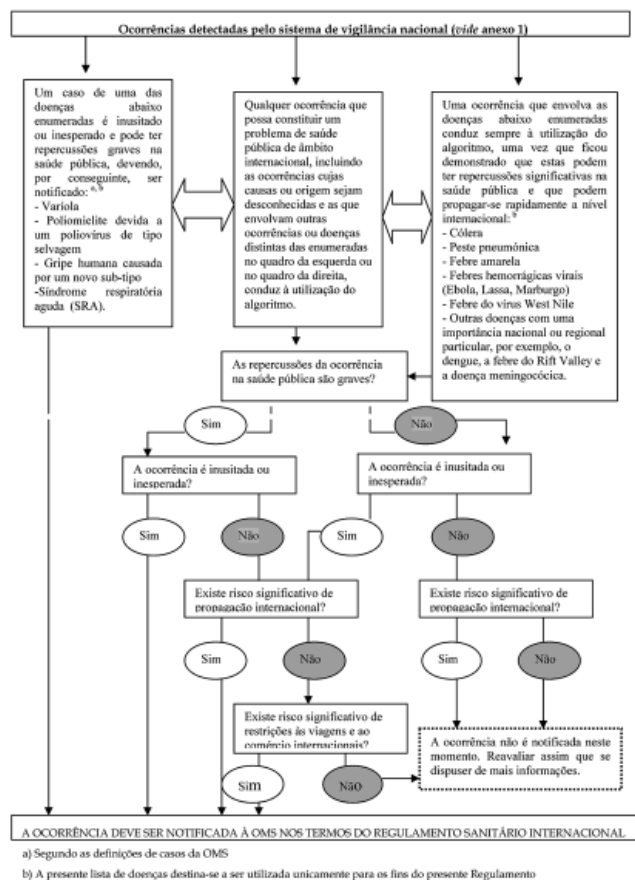 Ocorrências detectadas pelo sistema de vigilância nacional (vide anexo 1)
Um caso de uma das
doenças abaixo
enumeradas é inusitado
ou inesperado e pode ter
repercussões graves na
saúde pública, devendo,
por conseguinte, ser
notificado: a, b
- Varíola
- Poliomielite devida a
um poliovírus de tipo
selvagem
- Gripe humana causada
por um novo sub-tipo
-Síndrome respiratória
aguda (SRA).
Qualquer ocorrência que
possa constituir um
problema de saúde
pública de âmbito
internacional, incluindo
as ocorrências cujas
causas ou origem sejam
desconhecidas e as que
envolvam outras
ocorrências ou doenças
distintas das enumeradas
no quadro da esquerda ou
no quadro da direita,
conduz à utilização do
algoritmo.
Uma ocorrência que envolva as
doenças abaixo enumeradas
conduz sempre à utilização do
algoritmo, uma vez que ficou
demonstrado que estas podem
ter repercussões significativas na
saúde pública e que podem
propagar-se rapidamente a nível
internacional: b
- Cólera
- Peste pneumónica
- Febre amarela
- Febres hemorrágicas virais
(Ebola, Lassa, Marburgo)
- Febre do vírus West Nile
- Outras doenças com uma
importância nacional ou regional
particular, por exemplo, o
dengue, a febre do Rift Valley e
a doença meningocócica.
As repercussões da ocorrência
na saúde pública são graves?
Sim
Não
A ocorrência é inusitada ou
inesperada?
A ocorrência é inusitada ou
inesperada?
Sim
Não
Sim
Não
Existe risco significativo de
propagação internacional?
Existe risco significativo de
propagação internacional?
Sim
Não
Sim
Não
Existe risco significativo de
restrições às viagens e ao
comércio internacionais?
A ocorrência não é notificada neste
momento. Reavaliar assim que se
dispuser de mais informações.
Sim
Não
A OCORRÊNCIA DEVE SER NOTIFICADA À OMS NOS TERMOS DO REGULAMENTO SANITÁRIO INTERNACIONAL
a) Segundo as definições de casos da OMS
b) A presente lista de doenças destina-se a ser utilizada unicamente para os fins do presente Regulamento